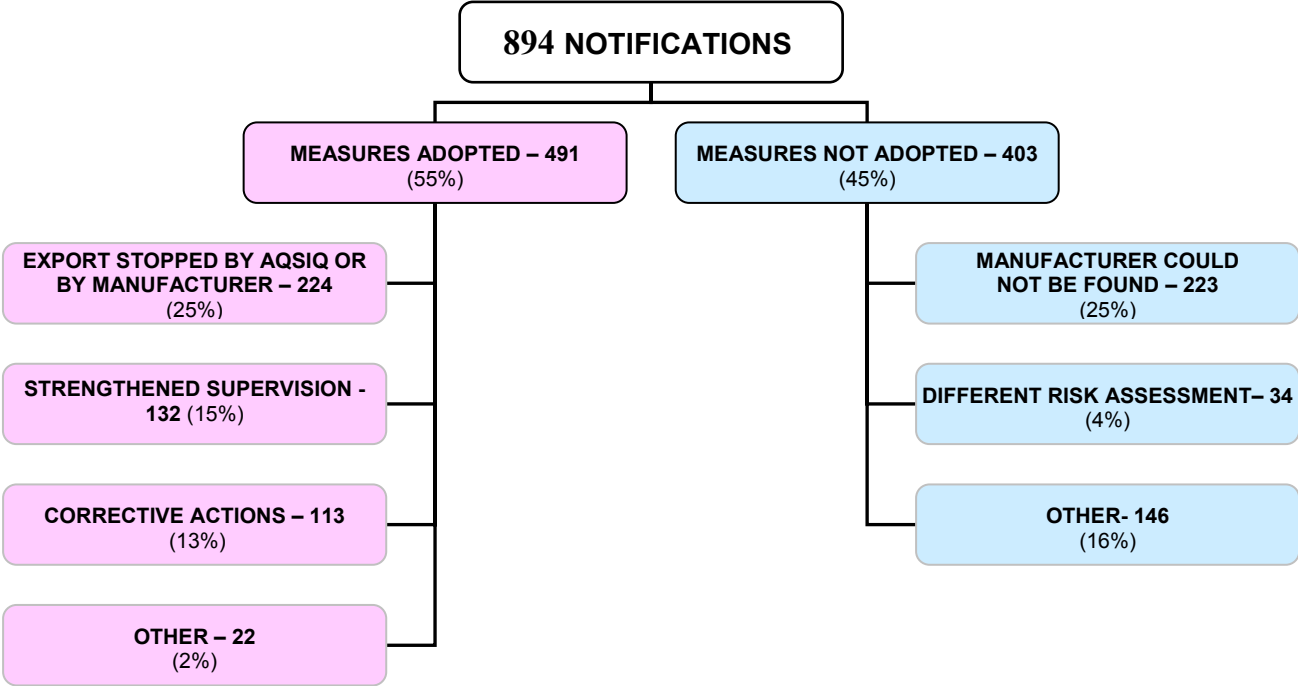 894 NOTIFICATIONS
MEASURES ADOPTED – 491
(55%)
MEASURES NOT ADOPTED – 403
(45%)
EXPORT STOPPED BY AQSIQ OR
BY MANUFACTURER – 224
(25%)
STRENGTHENED SUPERVISION -
132 (15%)
CORRECTIVE ACTIONS – 113
(13%)
OTHER – 22
(2%)
MANUFACTURER COULD
NOT BE FOUND – 223
(25%)
DIFFERENT RISK ASSESSMENT– 34
(4%)
OTHER- 146
(16%)